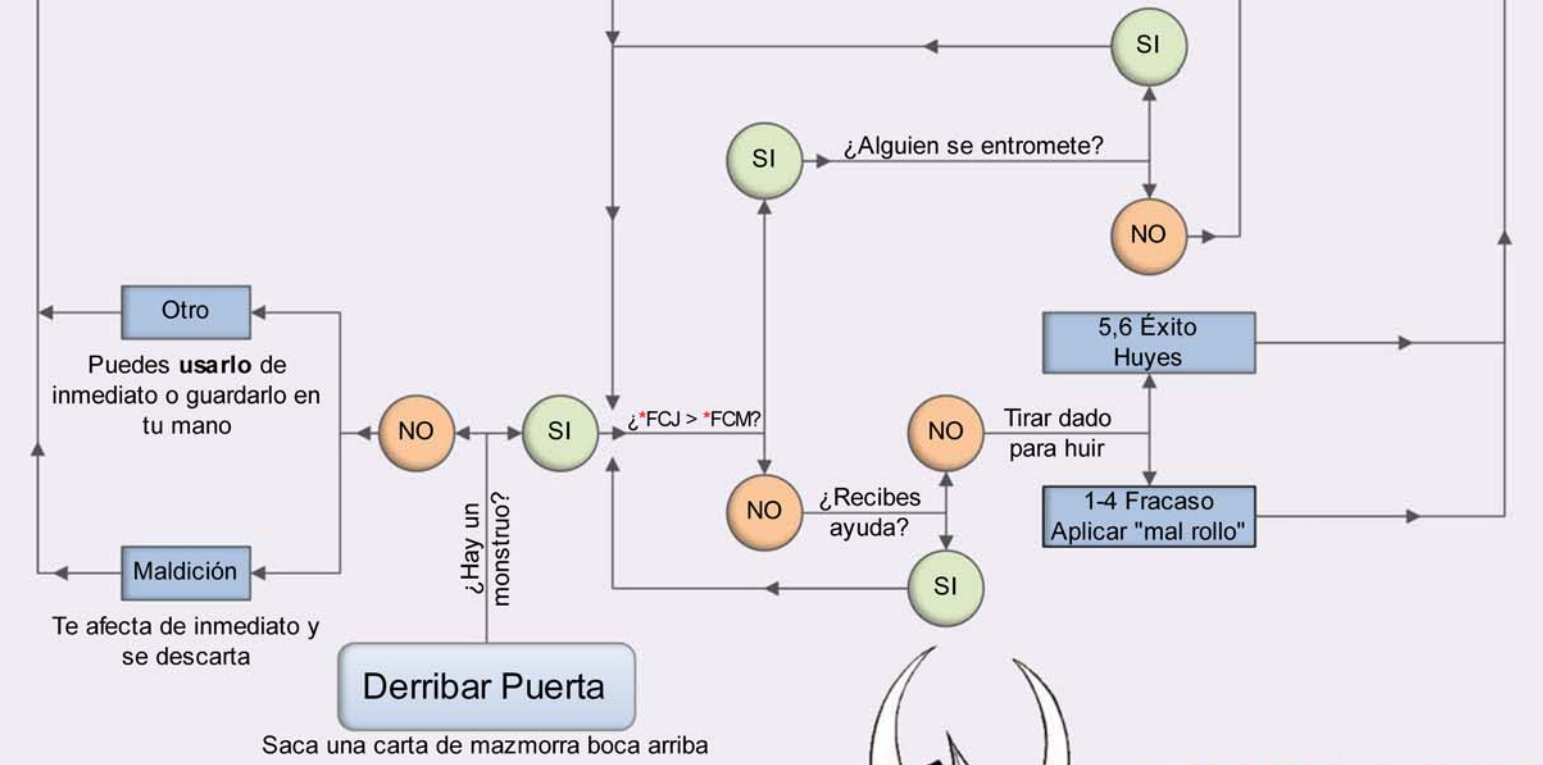 SI
SI
¿Alguien se entromete?
NO
Otro
Puedes usarlo de
inmediato o guardarlo en
tu mano
5,6 Éxito
Huyes
NO
SI
¿*FCJ > *FCM?
NO
Tirar dado
para huir
¿Hay un
monstruo?
NO
¿Recibes
ayuda?
1-4 Fracaso
Aplicar "mal rollo"
Maldición
SI
Te afecta de inmediato y
se descarta
Derribar Puerta
Saca una carta de mazmorra boca arriba